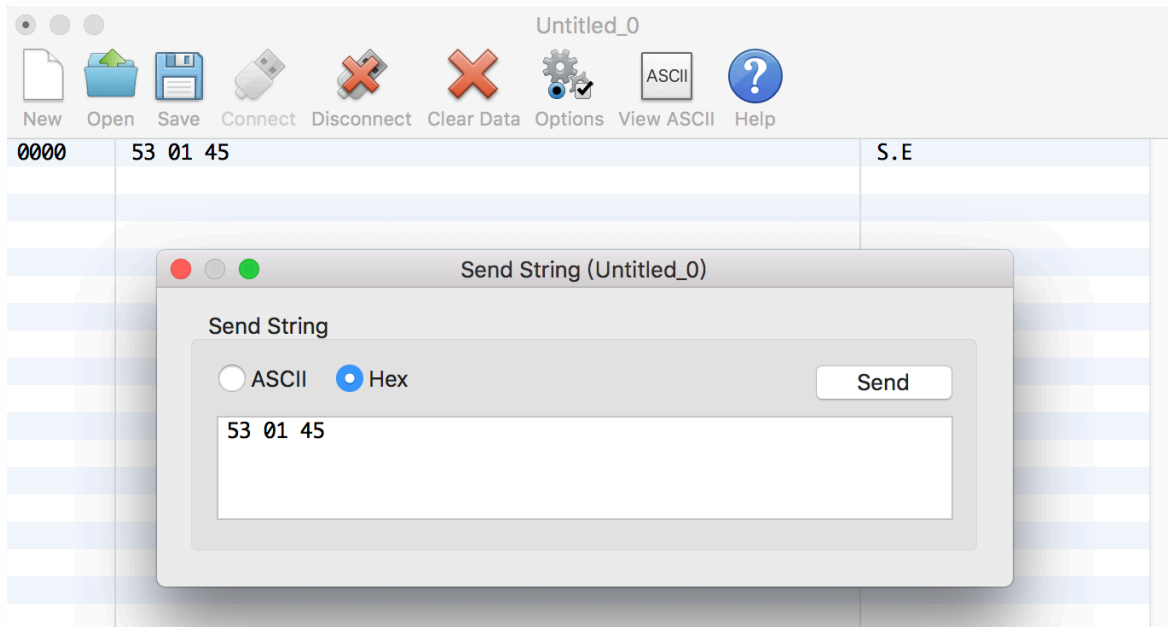 Untitled_0
ASCII
New Open Save Connect Disconnect Clear Data Options View ASCII Help
0000 53 01 45 S.E
Send String (Untitled_0)
Send String
ASCII Hex Send
53 01 45